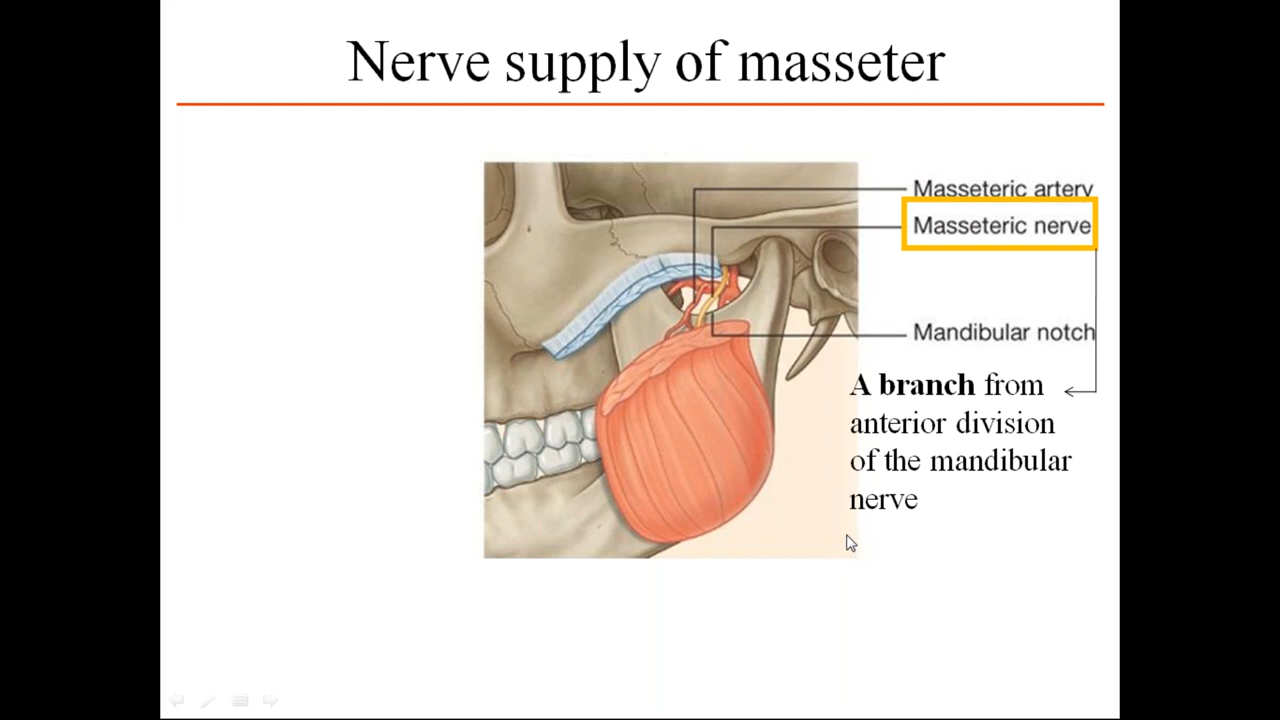 Nerve supply of masseter
Masseteric artery
Masseteric nerve
Mandibular notch
A branch from
anterior division
of the mandibular
nerve